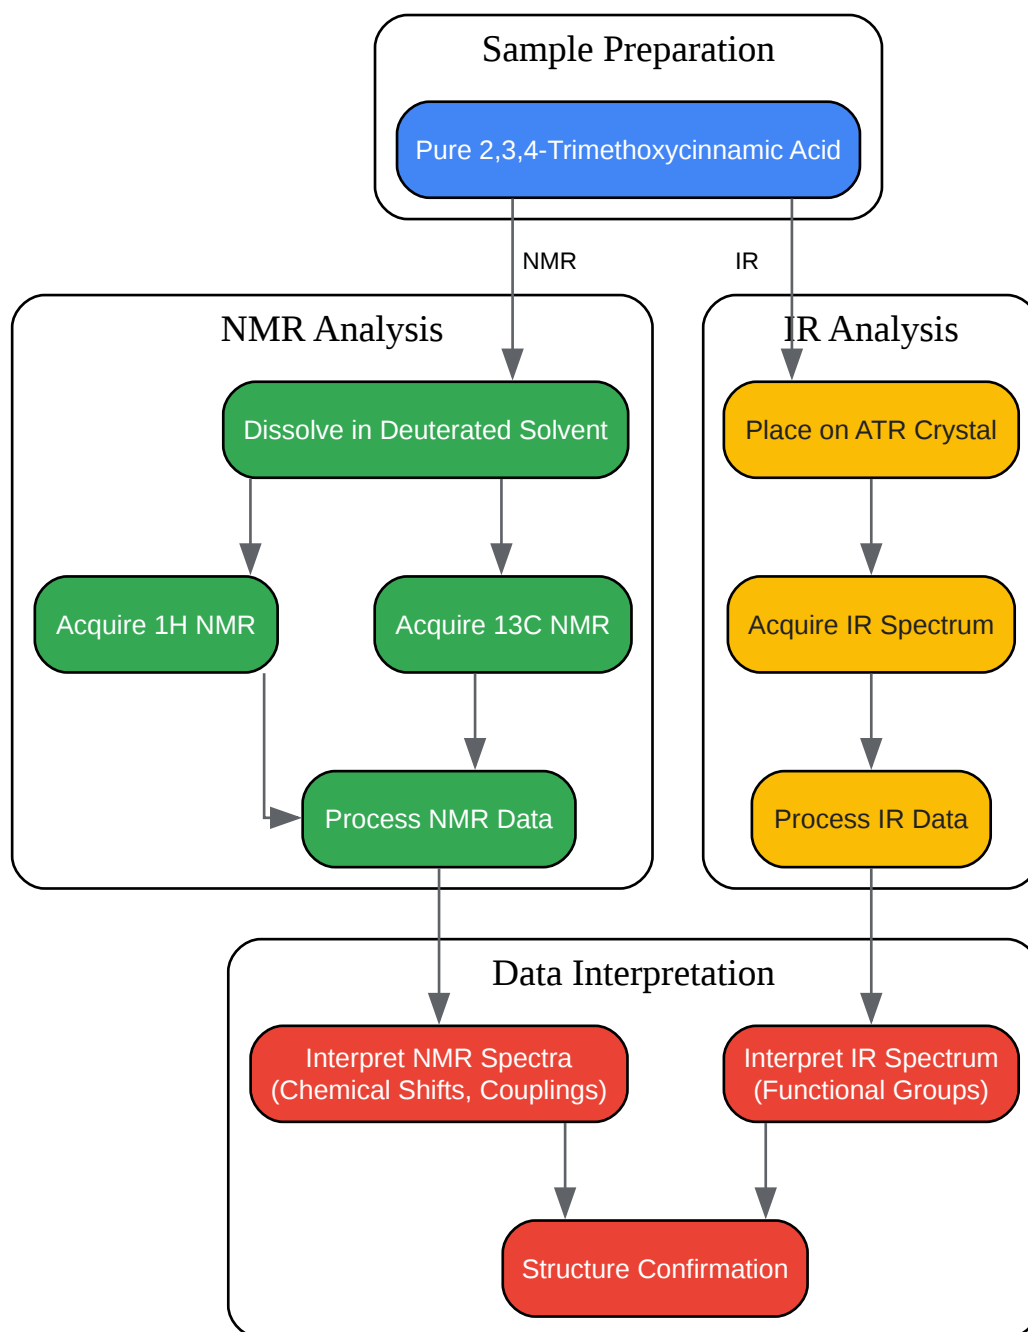 Sample Preparation
Pure 2,3,4-Trimethoxycinnamic Acid
NMR
IR
NMR Analysis
IR Analysis
Dissolve in Deuterated Solvent
Place on ATR Crystal
Acquire 1H NMR
Acquire 13C NMR
Acquire IR Spectrum
Process NMR Data
Process IR Data
Data Interpretation
Interpret NMR Spectra
(Chemical Shifts, Couplings)
Interpret IR Spectrum
(Functional Groups)
Structure Confirmation